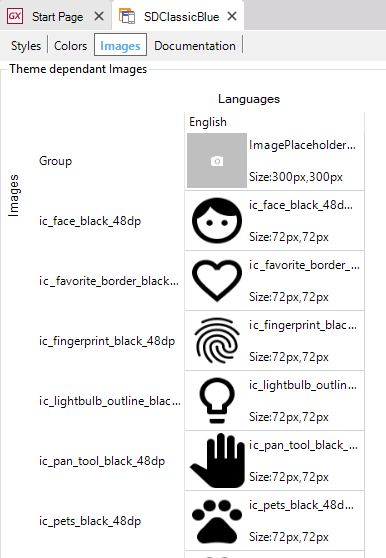 GX Start Page
SDClassicBlue
Styles Colors Images Documentation
Theme dependant Images
Languages
Images
English
Group
ImagePlaceholder...
Size:300px,300px
ic_face_black_48dp
ic_face_black_48d...
Size:72px,72px
ic_favorite_border_black...
ic_favorite_border_...
Size:72px,72px
ic_fingerprint_black_48dp
ic_fingerprint_blac...
Size:72px,72px
ic_lightbulb_outline_blac...
ic_lightbulb_outlin...
Size:72px,72px
ic_pan_tool_black_48dp
ic_pan_tool_black_...
Size:72px,72px
ic_pets_black_48dp
ic_pets_black_48d...
Size:72px,72px